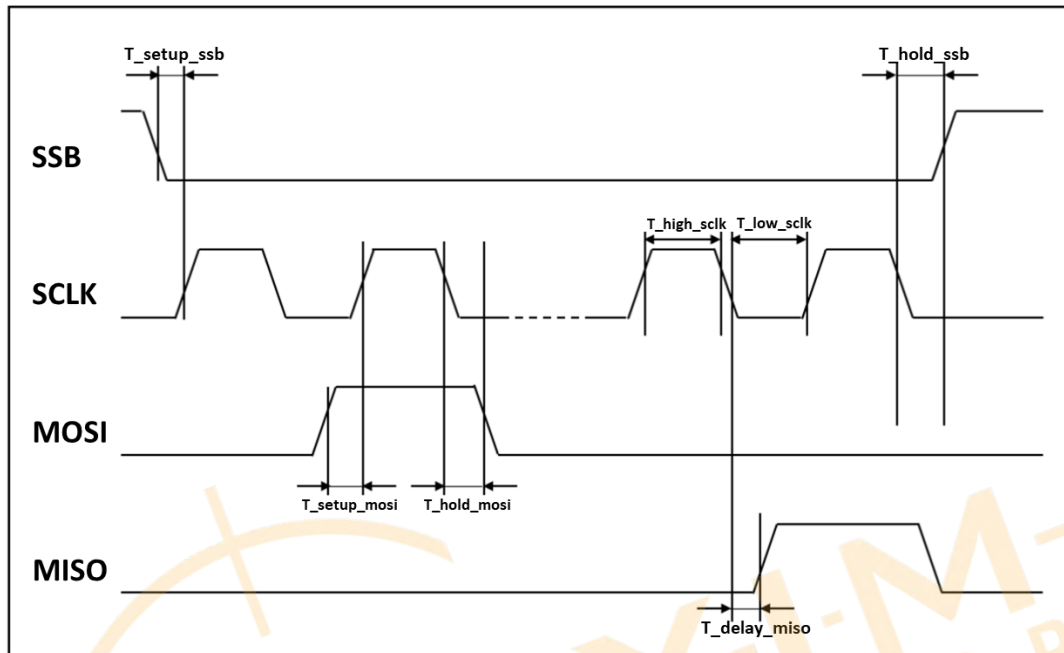 T_setup_ssb
T_hold_ssb
SSB
T_high_sclk
T_low_sclk
SCLK
MOSI
T_setup_mosi
T_hold_mosi
MISO
T_delay_miso